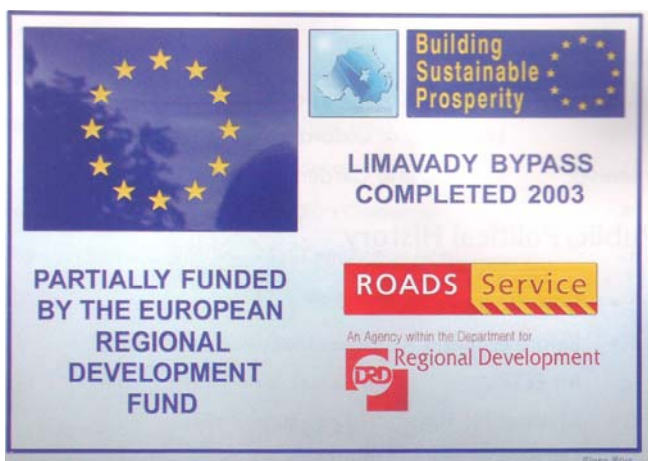 Building
Sustainable
Prosperity
LIMAVADY BYPASS
COMPLETED 2003
PARTIALLY FUNDED
BY THE EUROPEAN
REGIONAL
DEVELOPMENT
FUND
ROADS Service
An Agency within the Department for
DRD Regional Development